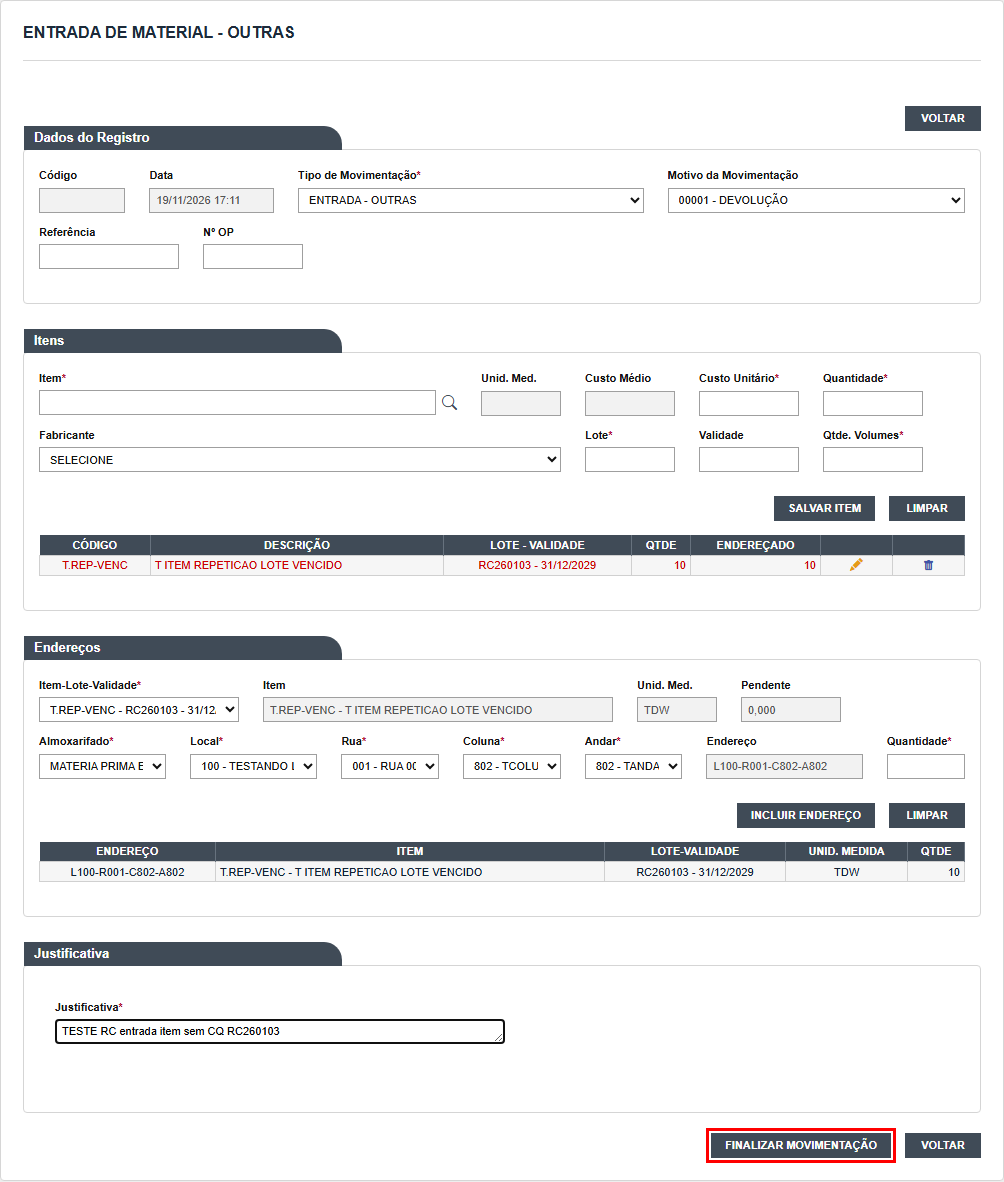 ENTRADA DE MATERIAL - OUTRAS
VOLTAR
Dados do Registro
Código Data Tipo de Movimentação* Motivo da Movimentação
19/11/2026 17:11 ENTRADA - OUTRAS 00001 - DEVOLUÇÃO
Referência Nº OP
Itens
Item* Unid. Med. Custo Médio Custo Unitário* Quantidade*
Fabricante Lote* Validade Qtde. Volumes*
SELECIONE
SALVAR ITEM LIMPAR
CÓDIGO DESCRIÇÃO LOTE - VALIDADE QTDE ENDEREÇADO
T.REP-VENC T ITEM REPETICAO LOTE VENCIDO RC260103 - 31/12/2029 10 10
Endereços
Item-Lote-Validade* Item Unid. Med. Pendente
T.REP-VENC - RC260103 - 31/12 T.REP-VENC - T ITEM REPETICAO LOTE VENCIDO TDW 0,000
Almoxarifado* Local* Rua* Coluna* Andar* Endereço Quantidade*
MATERIA PRIMA E 100 - TESTANDO L 001 - RUA 00 802 - TCOLU 802 - TANDA L100-R001-C802-A802
INCLUIR ENDEREÇO LIMPAR
ENDEREÇO ITEM LOTE-VALIDADE UNID. MEDIDA QTDE
L100-R001-C802-A802 T.REP-VENC - T ITEM REPETICAO LOTE VENCIDO RC260103 - 31/12/2029 TDW 10
Justificativa
Justificativa*
TESTE RC entrada item sem CQ RC260103
FINALIZAR MOVIMENTAÇÃO VOLTAR